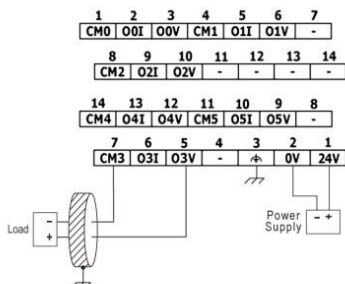 1 2 3 4 5 6 7
CM0 O0I O0V CM1 O1I O1V -
8 9 10 11 12 13 14
CM2 O2I O2V - - - -
14 13 12 11 10 9 8
CM4 O4I O4V CM5 O5I O5V -
7 6 5 4 3 2 1
CM3 O3I O3V - 0V 24V
Load - +
Power Supply - +